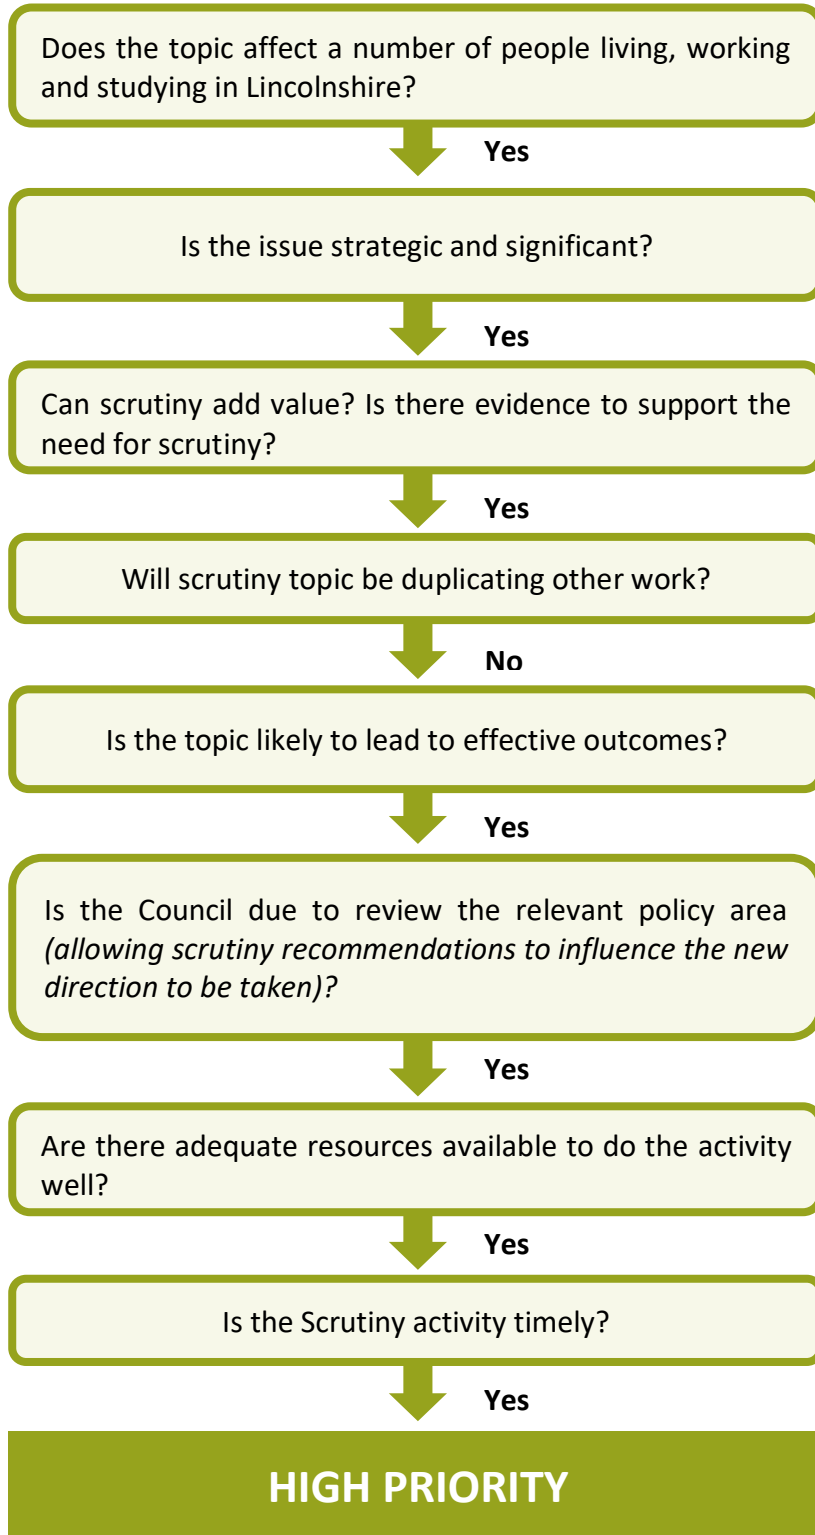 Does the topic affect a number of people living, working
and studying in Lincolnshire?
Yes
Is the issue strategic and significant?
Yes
Can scrutiny add value? Is there evidence to support the
need for scrutiny?
Yes
Will scrutiny topic be duplicating other work?
No
Is the topic likely to lead to effective outcomes?
Yes
Is the Council due to review the relevant policy area
(allowing scrutiny recommendations to influence the new
direction to be taken)?
Yes
Are there adequate resources available to do the activity
well?
Yes
Is the Scrutiny activity timely?
Yes
HIGH PRIORITY